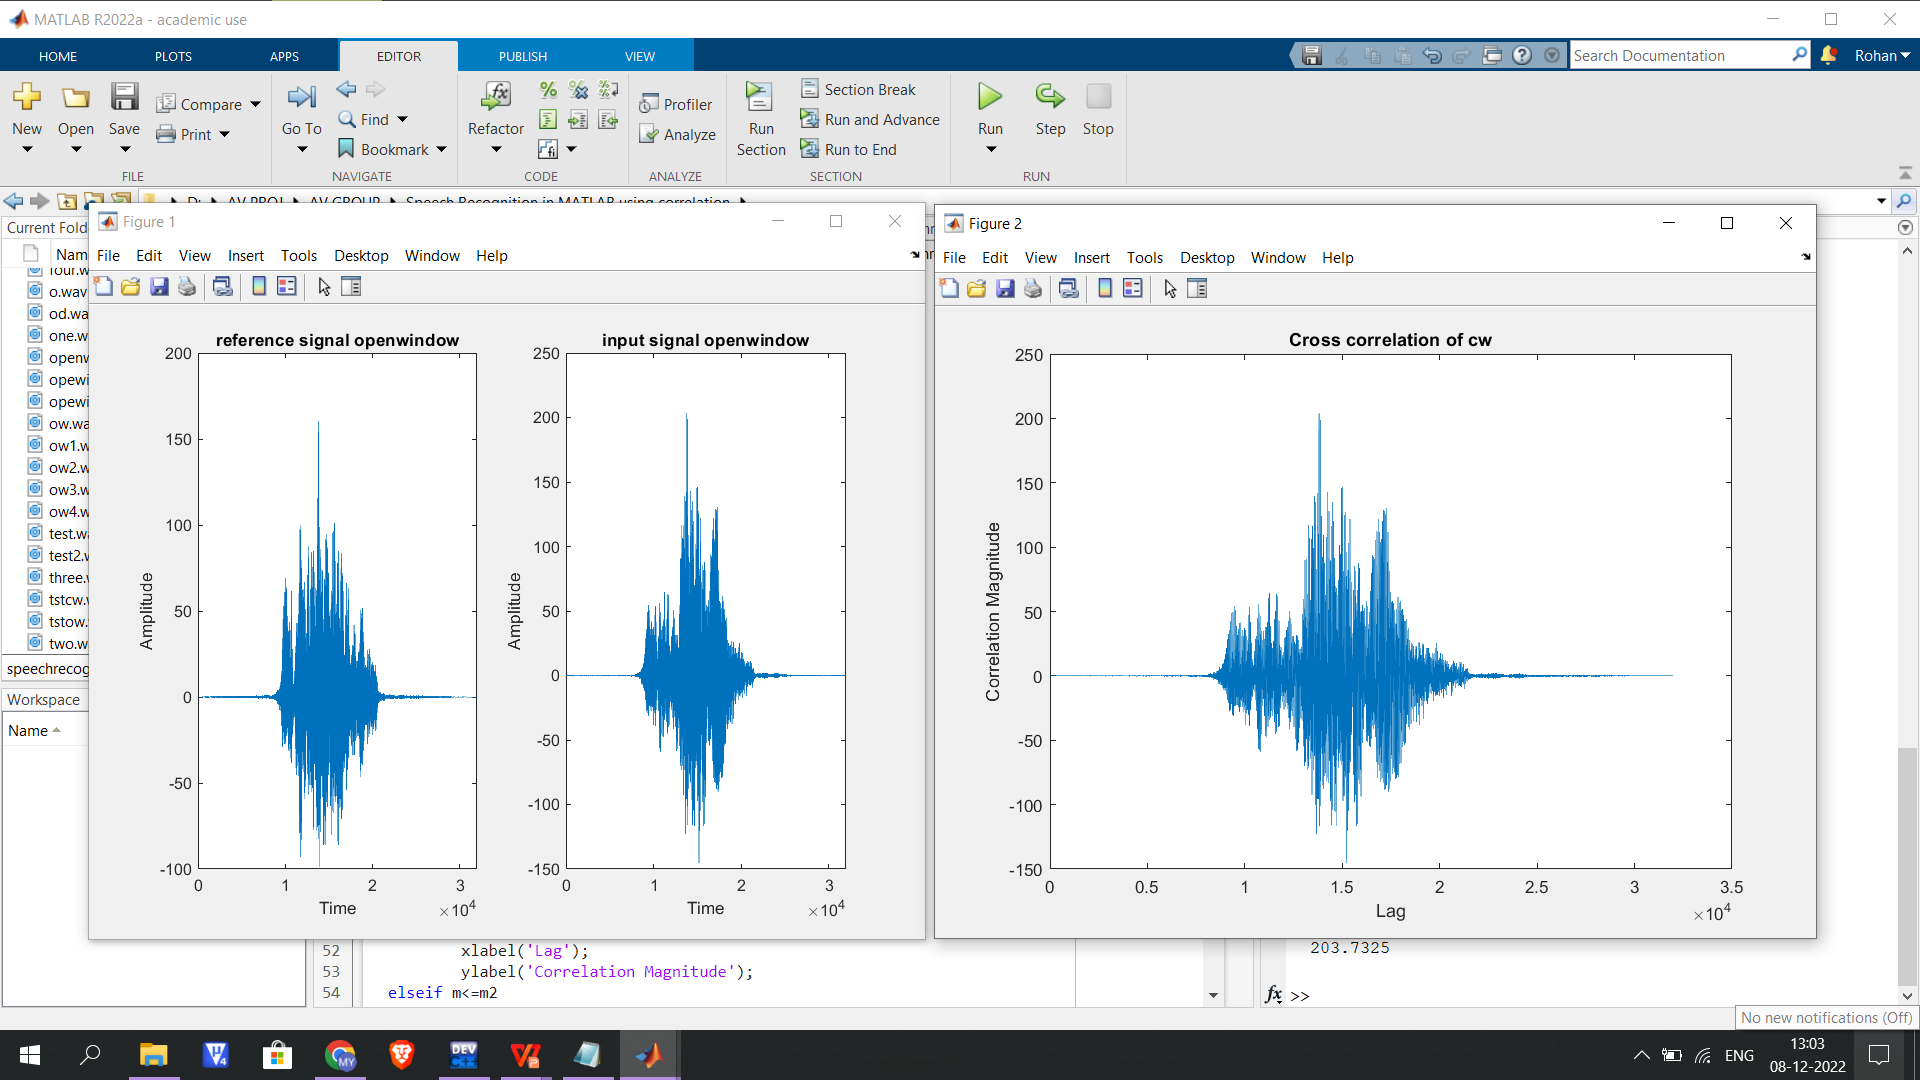 MATLAB R2022a - academic use
HOME PLOTS APPS EDITOR PUBLISH VIEW
Search Documentation
Rohan
New Open Save Compare Print
Go To Find Bookmark
Refactor
Profiler Analyze
Run Section
Section Break
Run and Advance
Run to End
Run Step Stop
FILE NAVIGATE CODE ANALYZE SECTION RUN
D: AV PROJ AV GROUP Speech Recognition in MATLAB using correlation
Current Fold
Nam
four.w
o.wav
od.wa
one.w
openw
opewi
opewi
ow.wa
ow1.w
ow2.w
ow3.w
ow4.w
test.wa
test2.w
three.w
tstcw.w
tstow.
two.w
speechrecog
Workspace
Name
Figure 1
File Edit View Insert Tools Desktop Window Help
reference signal openwindow
200
150
100
50
0
-50
-100
0 1 2 3
×10⁴
Amplitude
Time
input signal openwindow
250
200
150
100
50
0
-50
-100
-150
0 1 2 3
×10⁴
Amplitude
Time
Figure 2
File Edit View Insert Tools Desktop Window Help
Cross correlation of cw
250
200
150
100
50
0
-50
-100
-150
0 0.5 1 1.5 2 2.5 3 3.5
×10⁴
Correlation Magnitude
Lag
52 xlabel('Lag');
53 ylabel('Correlation Magnitude');
54 elseif m<=m2
203.7325
fx >>
No new notifications (Off)
ENG
13:03
08-12-2022